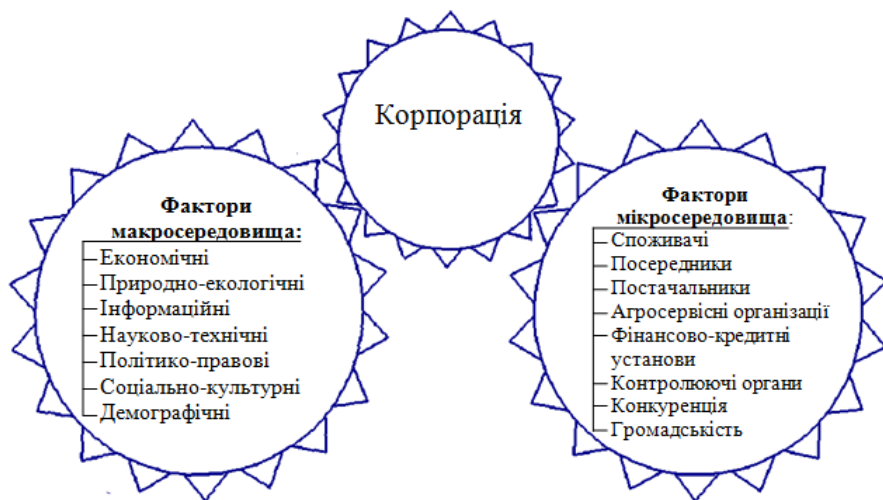 Корпорація
Фактори
макросередовища:
Економічні
Природно-екологічні
Інформаційні
Науково-технічні
Політико-правові
Соціально-культурні
Демографічні
Фактори
мікросередовища:
Споживачі
Посередники
Постачальники
Агросервісні організації
Фінансово-кредитні
установи
Контролюючі органи
Конкуренція
Громадськість